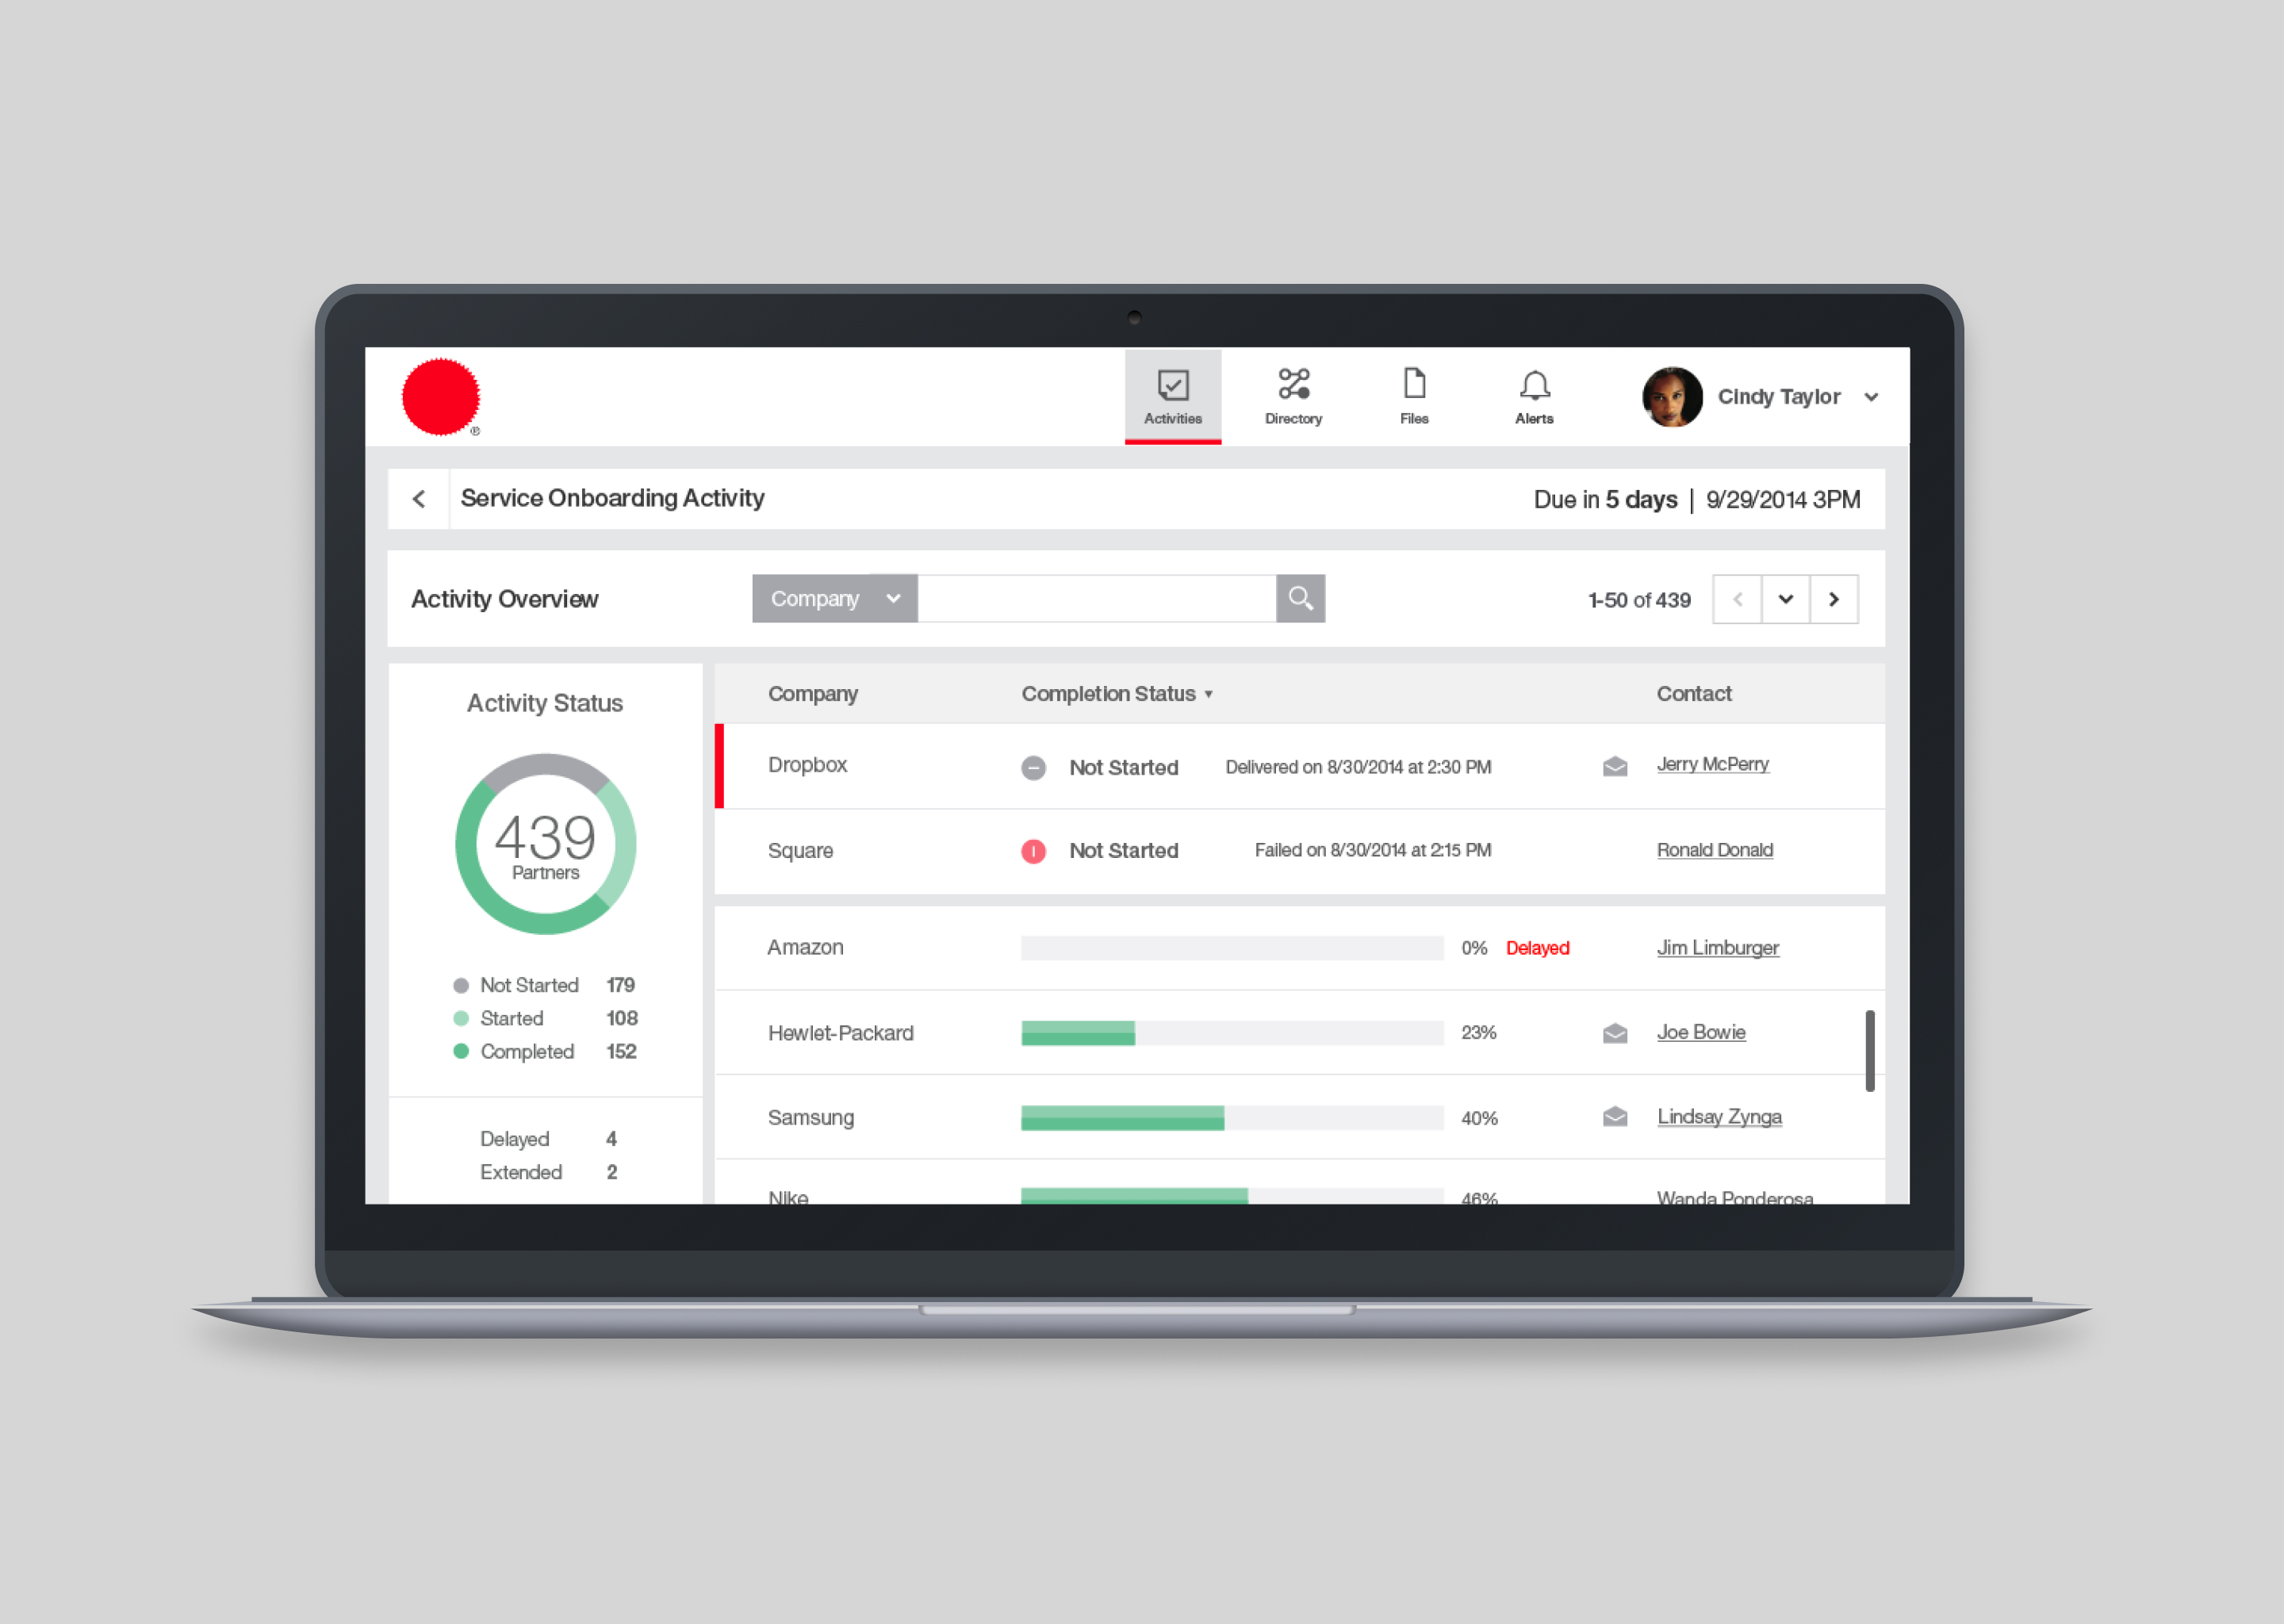 ®
Activities
Directory
Files
Alerts
Cindy Taylor
Service Onboarding Activity
Due in 5 days | 9/29/2014 3PM
Activity Overview
Company
1-50 of 439
Activity Status
439
Partners
Not Started 179
Started 108
Completed 152
Delayed 4
Extended 2
Company Completion Status Contact
Dropbox Not Started Delivered on 8/30/2014 at 2:30 PM Jerry McPerry
Square Not Started Failed on 8/30/2014 at 2:15 PM Ronald Donald
Amazon 0% Delayed Jim Limburger
Hewlet-Packard 23% Joe Bowie
Samsung 40% Lindsay Zynga
Nike 46% Wanda Ponderosa